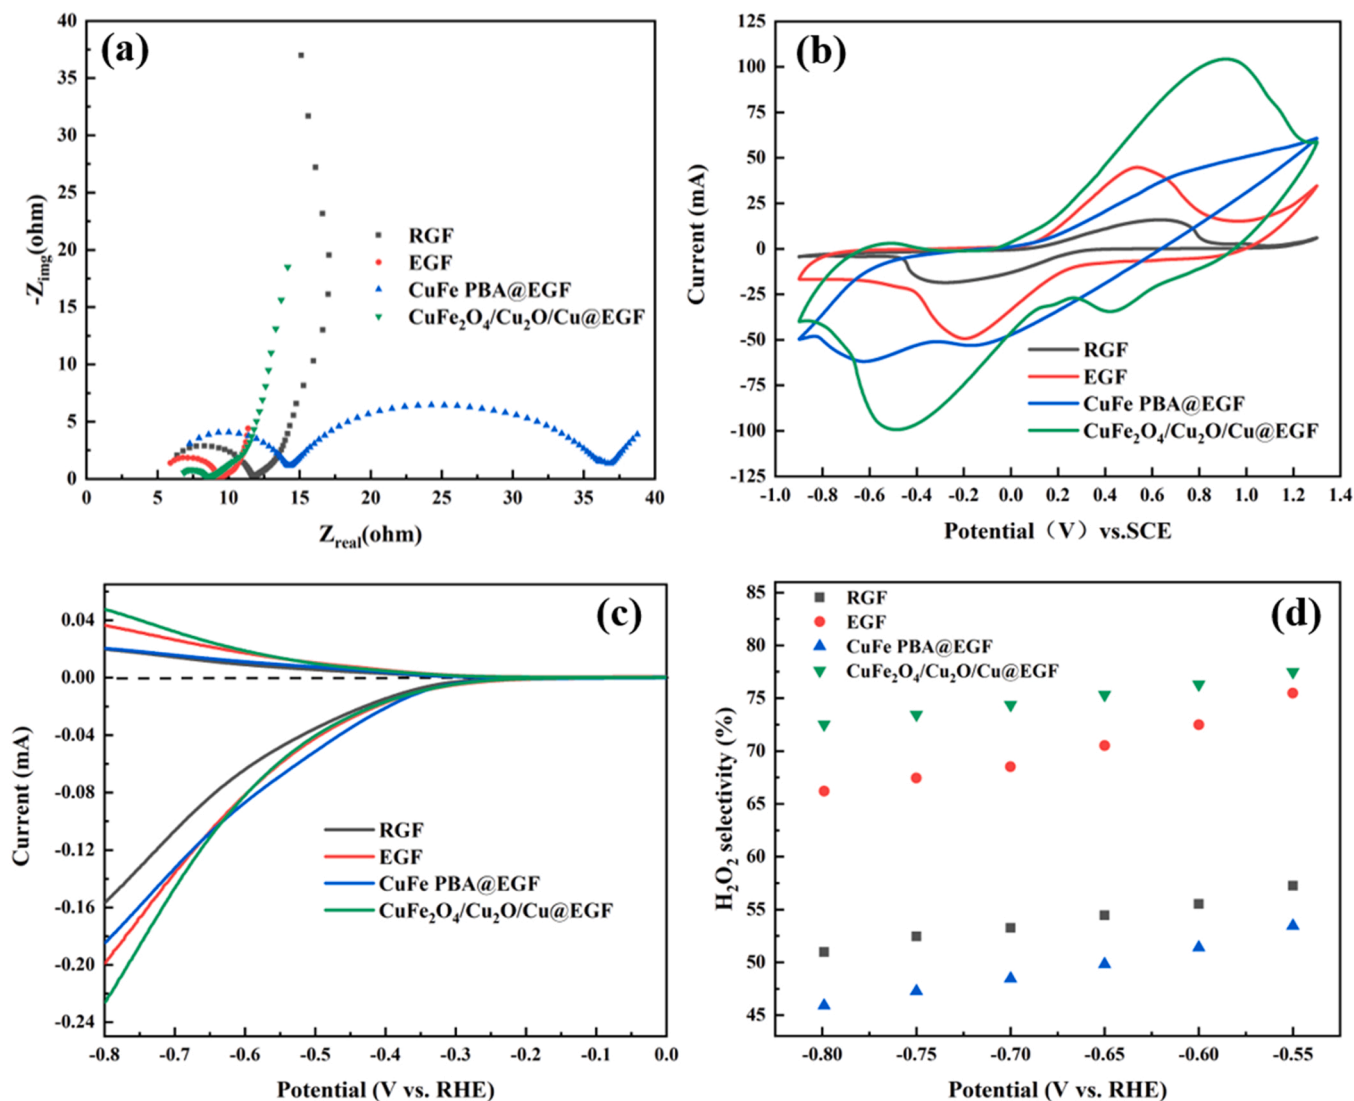 (a)
-Z_img(ohm)
40
35
30
25
20
15
10
5
0
0 5 10 15 20 25 30 35 40
Z_real(ohm)
RGF
EGF
CuFe PBA@EGF
CuFe₂O₄/Cu₂O/Cu@EGF
(b)
Current (mA)
125
100
75
50
25
0
-25
-50
-75
-100
-125
-1.0 -0.8 -0.6 -0.4 -0.2 0.0 0.2 0.4 0.6 0.8 1.0 1.2 1.4
Potential（V）vs.SCE
RGF
EGF
CuFe PBA@EGF
CuFe₂O₄/Cu₂O/Cu@EGF
(c)
Current (mA)
0.04
0.00
-0.04
-0.08
-0.12
-0.16
-0.20
-0.24
-0.8 -0.7 -0.6 -0.5 -0.4 -0.3 -0.2 -0.1 0.0
Potential (V vs. RHE)
RGF
EGF
CuFe PBA@EGF
CuFe₂O₄/Cu₂O/Cu@EGF
(d)
H₂O₂ selectivity (%)
85
80
75
70
65
60
55
50
45
-0.80 -0.75 -0.70 -0.65 -0.60 -0.55
Potential (V vs. RHE)
RGF
EGF
CuFe PBA@EGF
CuFe₂O₄/Cu₂O/Cu@EGF